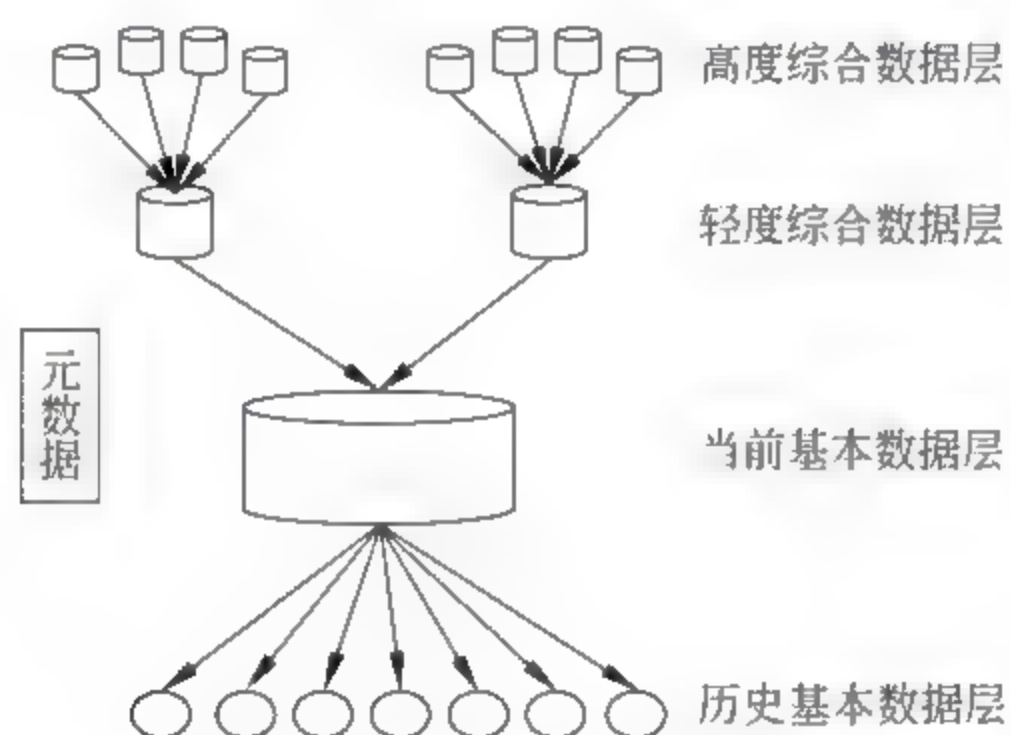 高度综合数据层
轻度综合数据层
元数据
当前基本数据层
历史基本数据层